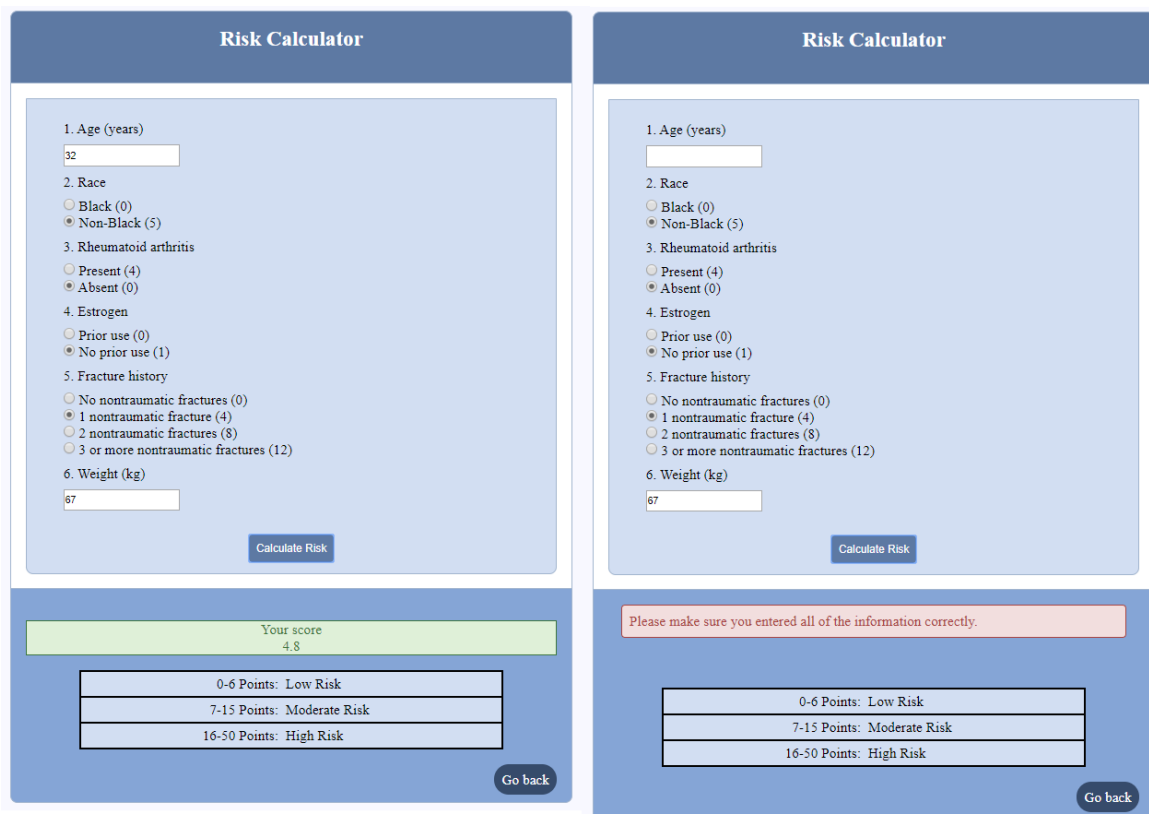 Risk Calculator
1. Age (years)
32
2. Race
Black (0)
Non-Black (5)
3. Rheumatoid arthritis
Present (4)
Absent (0)
4. Estrogen
Prior use (0)
No prior use (1)
5. Fracture history
No nontraumatic fractures (0)
1 nontraumatic fracture (4)
2 nontraumatic fractures (8)
3 or more nontraumatic fractures (12)
6. Weight (kg)
67
Calculate Risk
Your score
4.8
0-6 Points: Low Risk
7-15 Points: Moderate Risk
16-50 Points: High Risk
Go back
Risk Calculator
1. Age (years)
2. Race
Black (0)
Non-Black (5)
3. Rheumatoid arthritis
Present (4)
Absent (0)
4. Estrogen
Prior use (0)
No prior use (1)
5. Fracture history
No nontraumatic fractures (0)
1 nontraumatic fracture (4)
2 nontraumatic fractures (8)
3 or more nontraumatic fractures (12)
6. Weight (kg)
67
Calculate Risk
Please make sure you entered all of the information correctly.
0-6 Points: Low Risk
7-15 Points: Moderate Risk
16-50 Points: High Risk
Go back